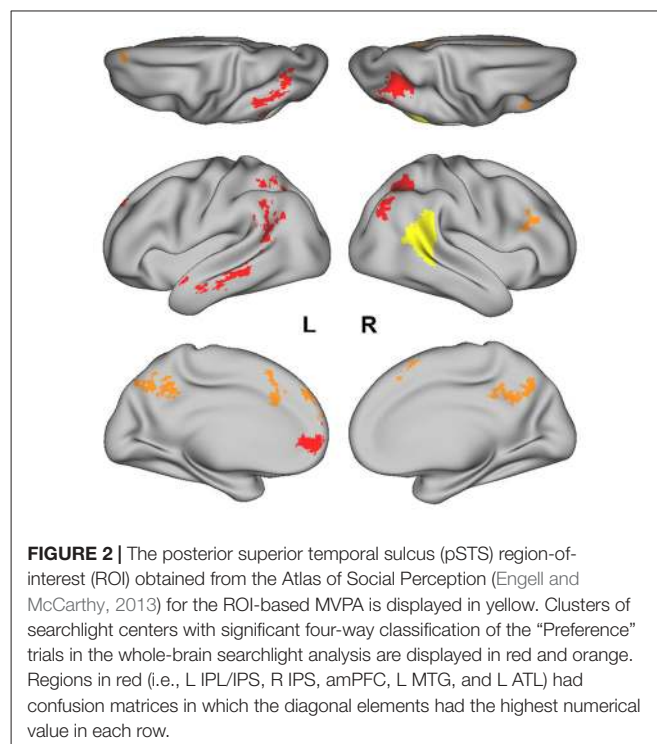 L R
FIGURE 2 | The posterior superior temporal sulcus (pSTS) region-of-
interest (ROI) obtained from the Atlas of Social Perception (Engell and
McCarthy, 2013) for the ROI-based MVPA is displayed in yellow. Clusters of
searchlight centers with significant four-way classification of the “Preference”
trials in the whole-brain searchlight analysis are displayed in red and orange.
Regions in red (i.e., L IPL/IPS, R IPS, amPFC, L MTG, and L ATL) had
confusion matrices in which the diagonal elements had the highest numerical
value in each row.